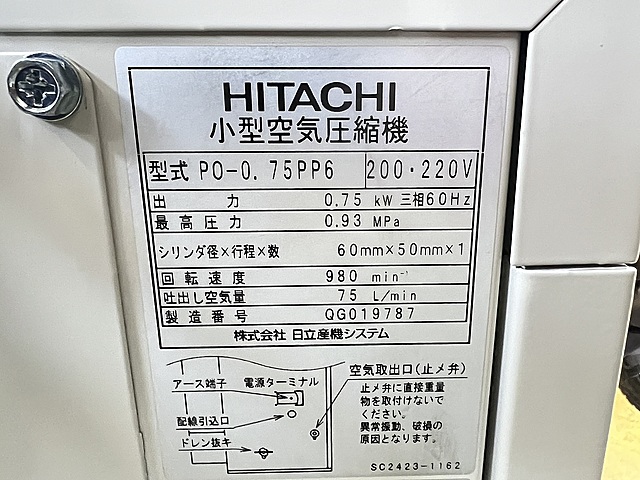 HITACHI
小型空気圧縮機
型式 PO-0.75PP6 200・220V
出力 0.75 kW 三相60Hz
最高圧力 0.93 MPa
シリンダ径×行程×数 60mm×50mm×1
回転速度 980 min⁻¹
吐出し空気量 75 L/min
製造番号 QG019787
株式会社 日立産機システム
空気取出口(止メ弁)
アース端子 電源ターミナル
止メ弁に直接重量
物を取付けないで
ください。
異常振動、破損の
原因となります。
配線引込口
ドレン抜キ
SC2423-1162